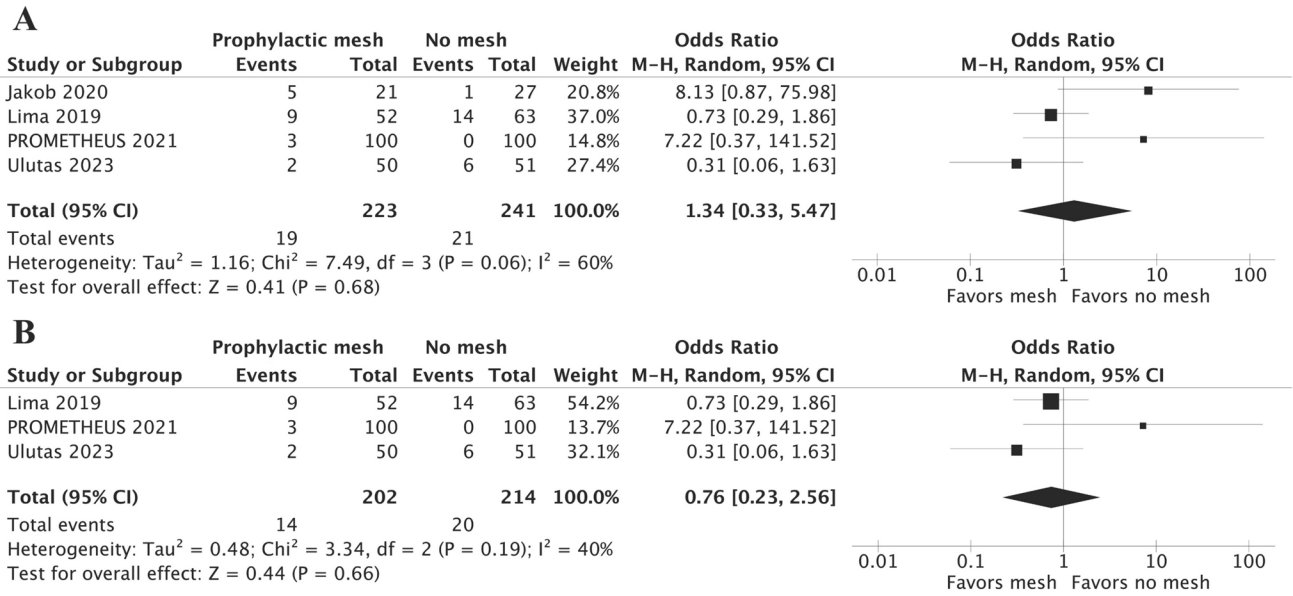 A
Prophylactic mesh No mesh Odds Ratio Odds Ratio
Study or Subgroup Events Total Events Total Weight M-H, Random, 95% CI M-H, Random, 95% CI
Jakob 2020 5 21 1 27 20.8% 8.13 [0.87, 75.98]
Lima 2019 9 52 14 63 37.0% 0.73 [0.29, 1.86]
PROMETHEUS 2021 3 100 0 100 14.8% 7.22 [0.37, 141.52]
Ulutas 2023 2 50 6 51 27.4% 0.31 [0.06, 1.63]
Total (95% CI) 223 241 100.0% 1.34 [0.33, 5.47]
Total events 19 21
Heterogeneity: Tau² = 1.16; Chi² = 7.49, df = 3 (P = 0.06); I² = 60%
Test for overall effect: Z = 0.41 (P = 0.68)
0.01 0.1 1 10 100
Favors mesh Favors no mesh
B
Prophylactic mesh No mesh Odds Ratio Odds Ratio
Study or Subgroup Events Total Events Total Weight M-H, Random, 95% CI M-H, Random, 95% CI
Lima 2019 9 52 14 63 54.2% 0.73 [0.29, 1.86]
PROMETHEUS 2021 3 100 0 100 13.7% 7.22 [0.37, 141.52]
Ulutas 2023 2 50 6 51 32.1% 0.31 [0.06, 1.63]
Total (95% CI) 202 214 100.0% 0.76 [0.23, 2.56]
Total events 14 20
Heterogeneity: Tau² = 0.48; Chi² = 3.34, df = 2 (P = 0.19); I² = 40%
Test for overall effect: Z = 0.44 (P = 0.66)
0.01 0.1 1 10 100
Favors mesh Favors no mesh